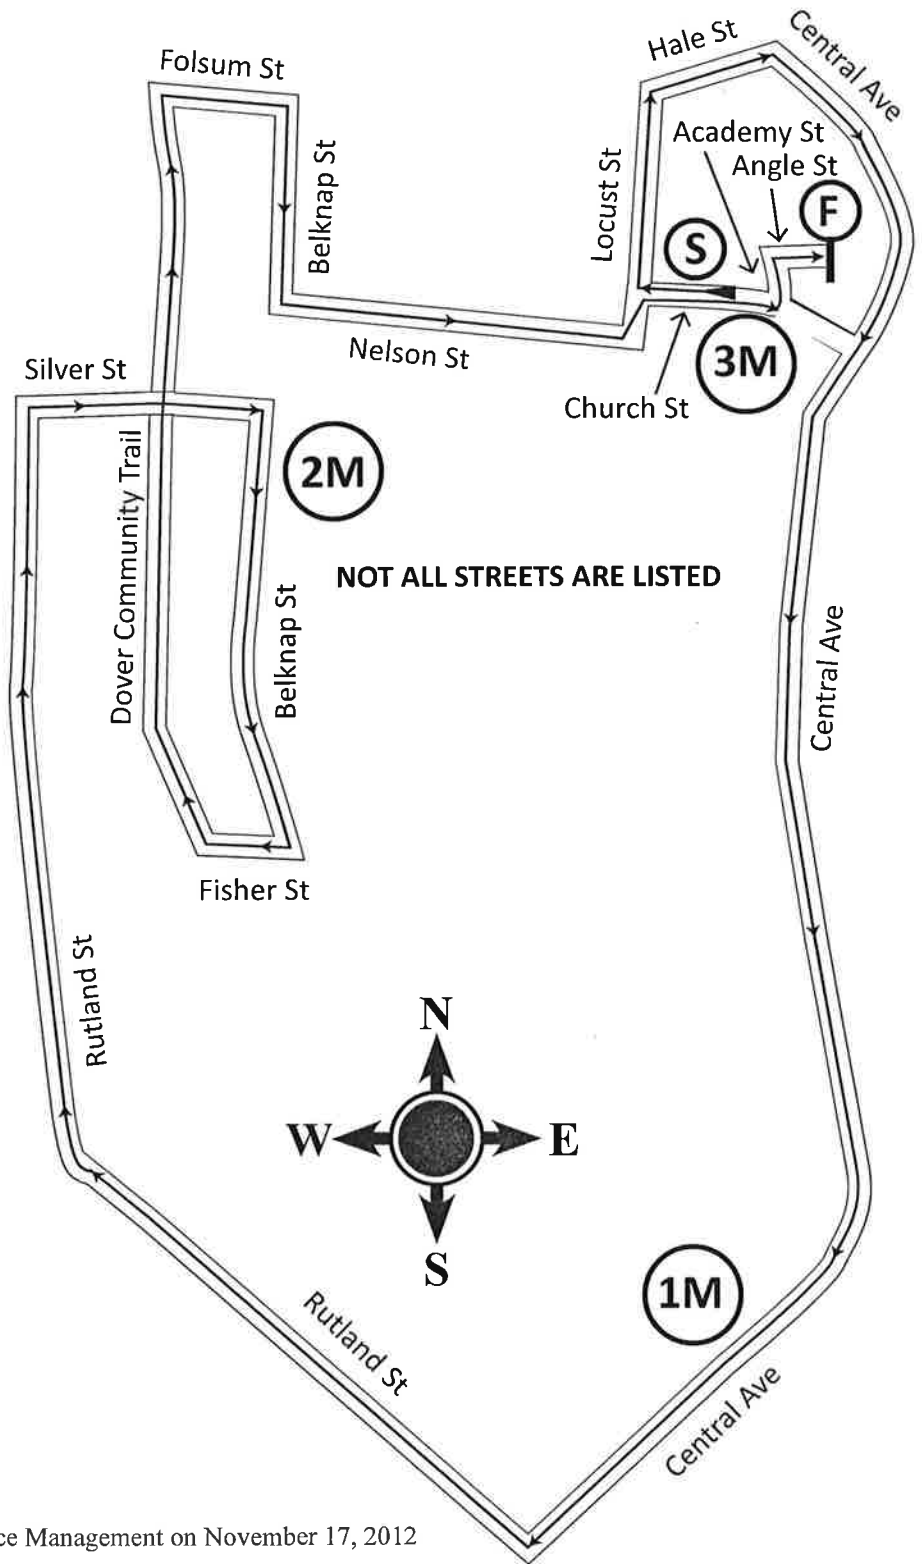 Folsum St
Hale St
Central Ave
Academy St
Angle St
Locust St
Belknap St
F
S
Nelson St
3M
Silver St
Church St
2M
Dover Community Trail
NOT ALL STREETS ARE LISTED
Belknap St
Central Ave
Fisher St
Rutland St
N
W
E
S
1M
Rutland St
Central Ave
Management on November 17, 2012